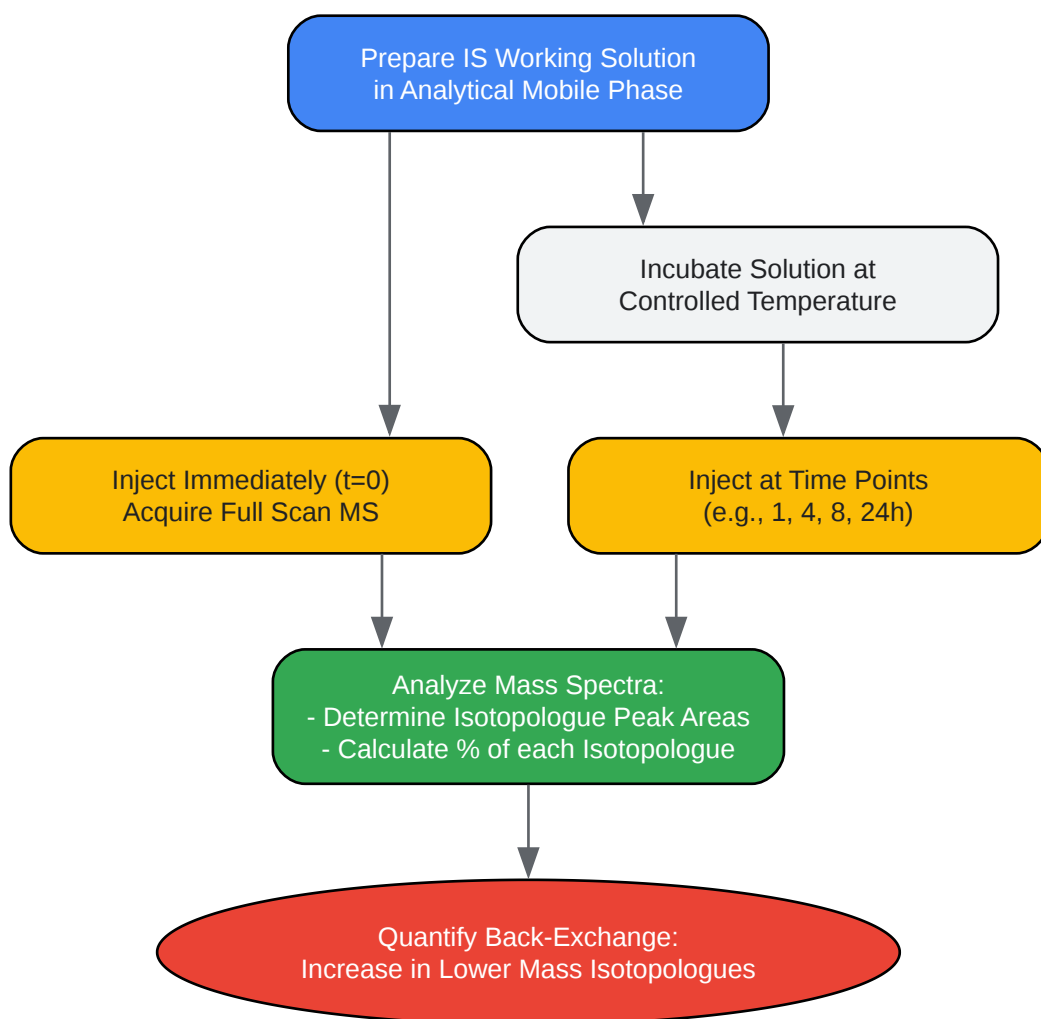 Prepare IS Working Solution
in Analytical Mobile Phase
Incubate Solution at
Controlled Temperature
Inject Immediately (t=0)
Acquire Full Scan MS
Inject at Time Points
(e.g., 1, 4, 8, 24h)
Analyze Mass Spectra:
- Determine Isotopologue Peak Areas
- Calculate % of each Isotopologue
Quantify Back-Exchange:
Increase in Lower Mass Isotopologues